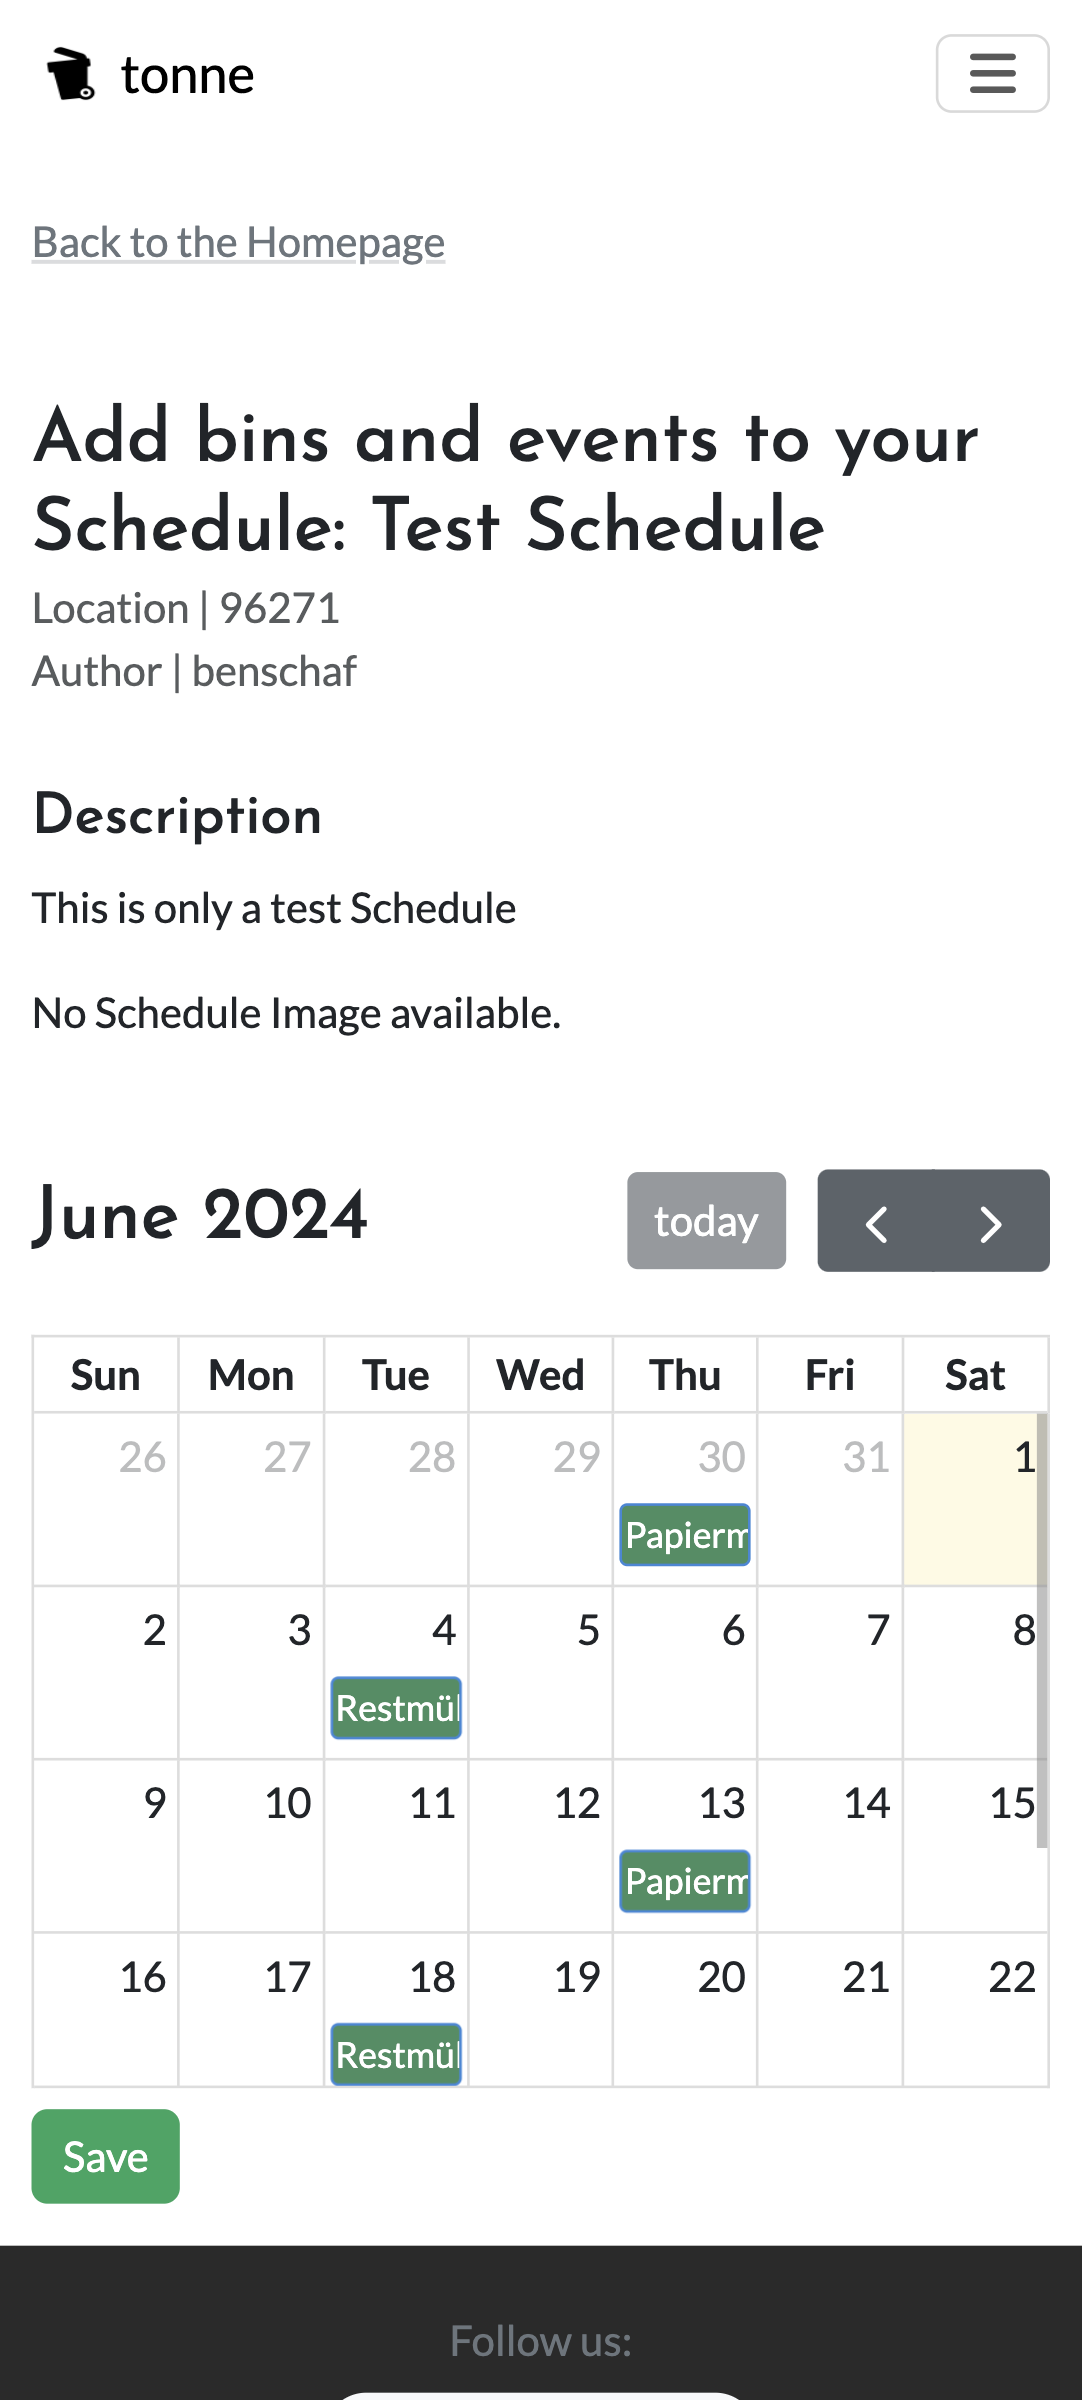 tonne
Back to the Homepage
Add bins and events to your
Schedule: Test Schedule
Location | 96271
Author | benschaf
Description
This is only a test Schedule
No Schedule Image available.
June 2024
today
Sun Mon Tue Wed Thu Fri Sat
26 27 28 29 30 31 1
Papierm
2 3 4 5 6 7 8
Restmül
9 10 11 12 13 14 15
Papierm
16 17 18 19 20 21 22
Restmül
Save
Follow us: